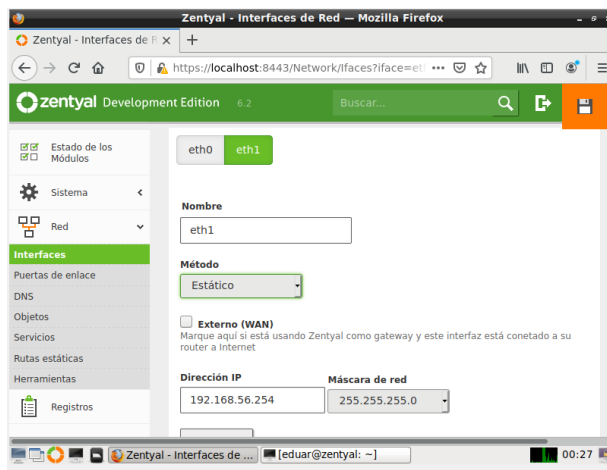 Zentyal - Interfaces de Red — Mozilla Firefox
Zentyal - Interfaces de R
https://localhost:8443/Network/Ifaces?iface=et
zentyal Development Edition 6.2
Buscar...
Estado de los
Módulos
Sistema
Red
Interfaces
Puertas de enlace
DNS
Objetos
Servicios
Rutas estáticas
Herramientas
Registros
eth0 eth1
Nombre
eth1
Método
Estático
Externo (WAN)
Marque aquí si está usando Zentyal como gateway y este interfaz está conetado a su
router a Internet
Dirección IP Máscara de red
192.168.56.254 255.255.255.0
Zentyal - Interfaces de ... [eduar@zentyal: ~] 00:27